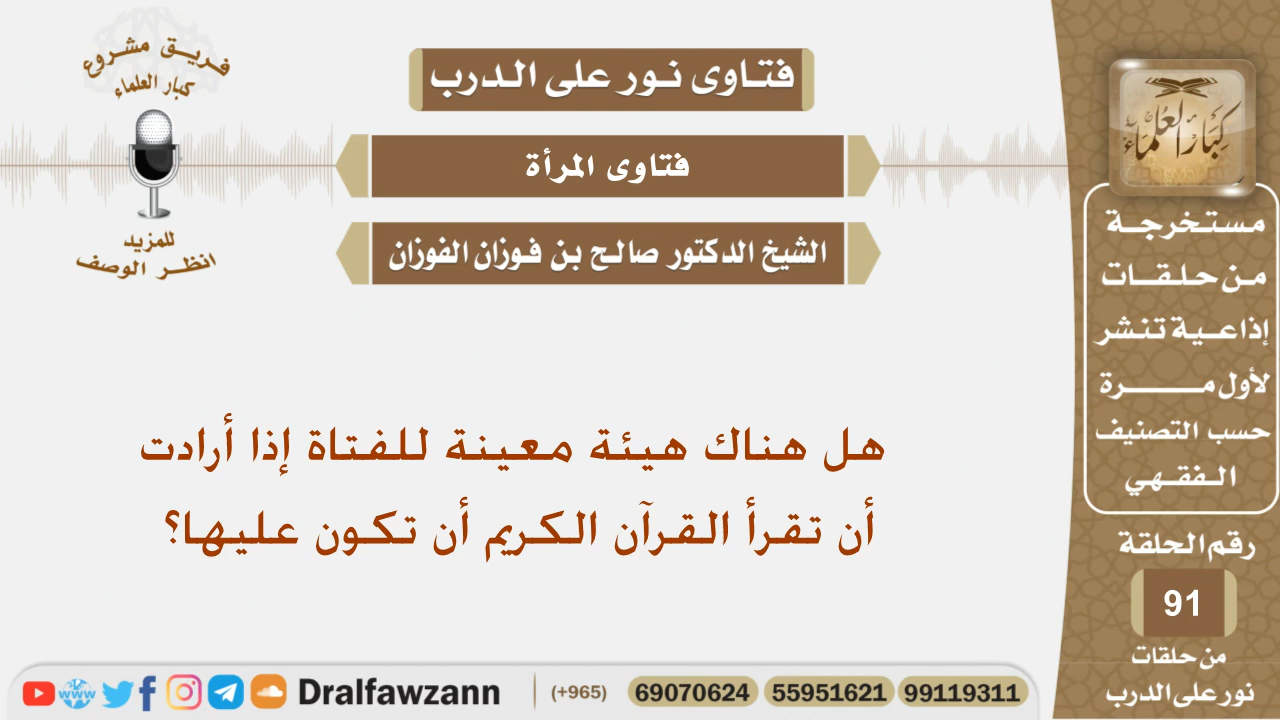 فريق مشروع
كبار العلماء
للمزيد
انظر الوصف
فتاوى نور على الدرب
فتاوى المرأة
الشيخ الدكتور صالح بن فوزان الفوزان
هل هناك هيئة معينة للفتاة إذا أرادت
أن تقرأ القرآن الكريم أن تكون عليها؟
كبار العلماء
مستخرجة
من حلقات
إذاعية تنشر
لأول مرة
حسب التصنيف
الفقهي
رقم الحلقة
91
من حلقات
نور على الدرب
www Dralfawzann (+965) 69070624 55951621 99119311